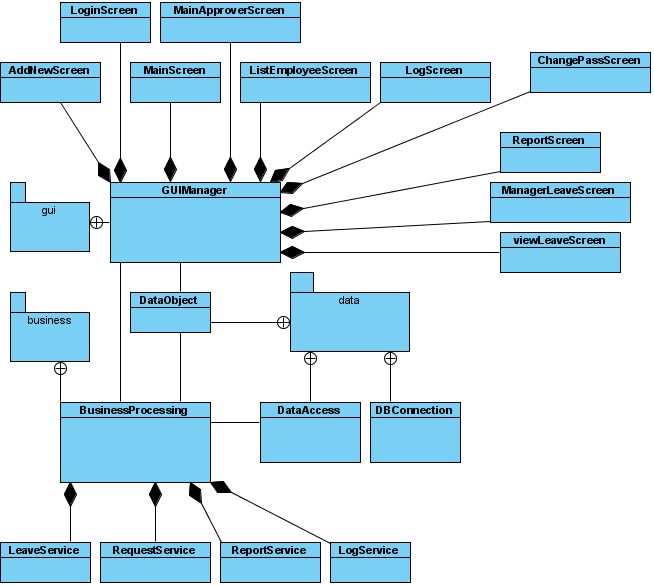 LoginScreen
MainApproverScreen
AddNewScreen
MainScreen
ListEmployeeScreen
LogScreen
ChangePassScreen
ReportScreen
GUIManager
ManagerLeaveScreen
gui
viewLeaveScreen
DataObject
data
business
BusinessProcessing
DataAccess
DBConnection
LeaveService
RequestService
ReportService
LogService